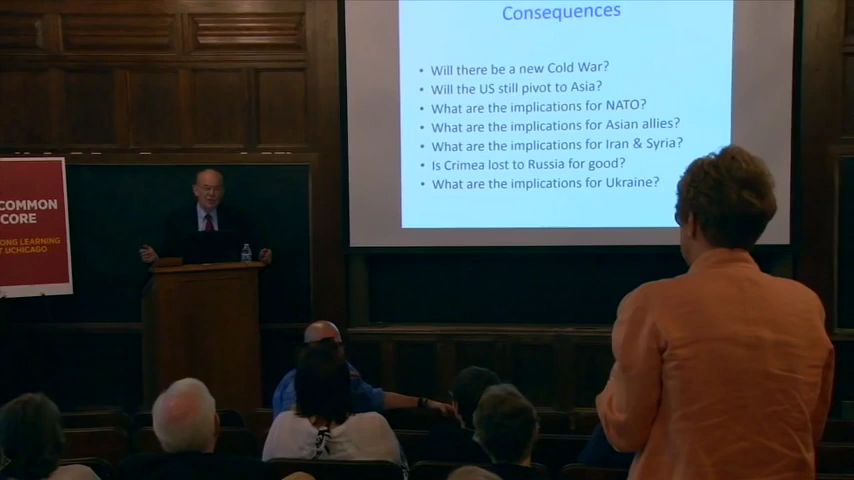 Consequences
• Will there be a new Cold War?
• Will the US still pivot to Asia?
• What are the implications for NATO?
• What are the implications for Asian allies?
• What are the implications for Iran & Syria?
• Is Crimea lost to Russia for good?
• What are the implications for Ukraine?
COMMON
CORE
ONG LEARNING
T UCHICAGO